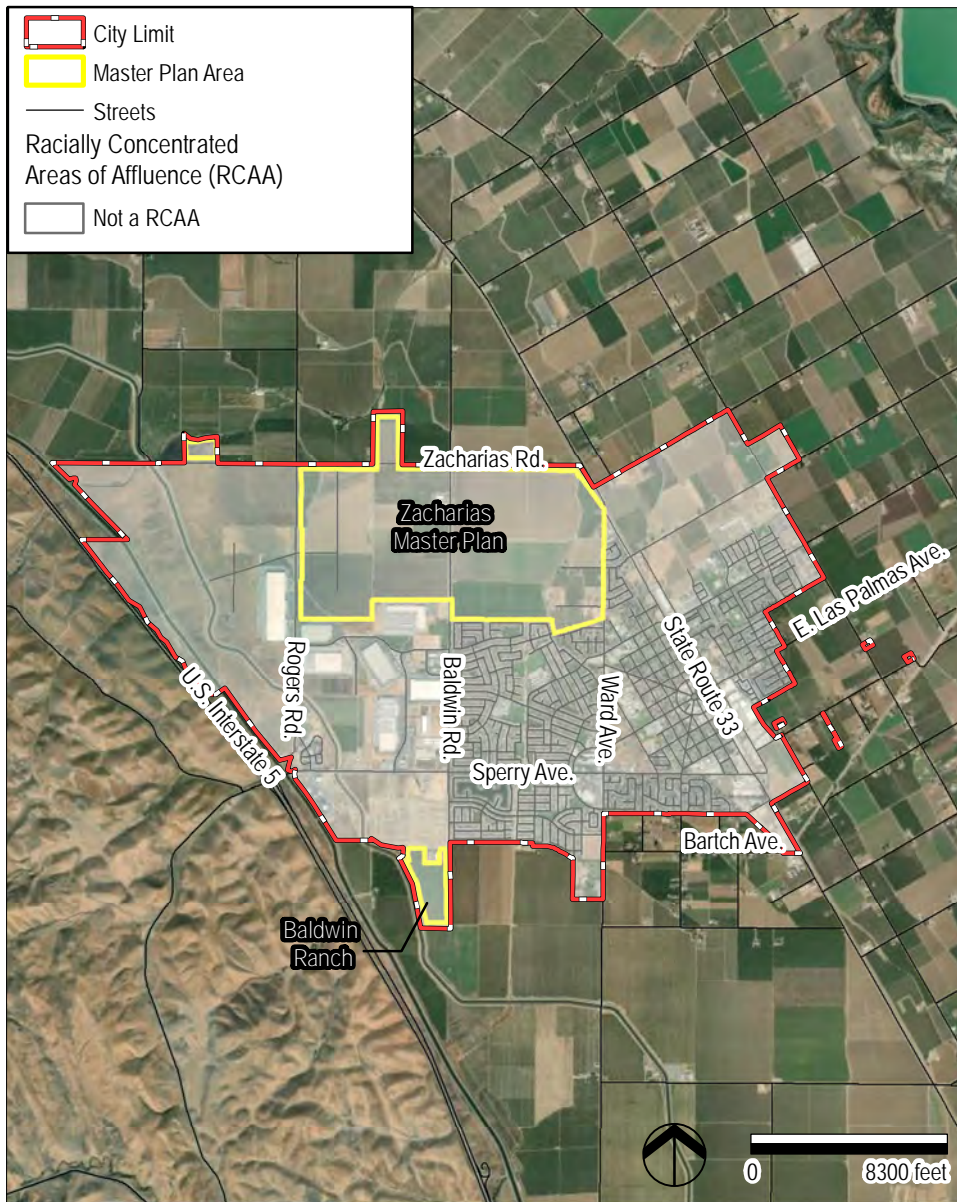 City Limit
Master Plan Area
Streets
Racially Concentrated
Areas of Affluence (RCAA)
Not a RCAA
Zacharias Rd.
Zacharias
Master Plan
E. Las Palmas Ave.
State Route 33
Rogers Rd.
Baldwin Rd.
Ward Ave.
U.S. Interstate 5
Sperry Ave.
Bartch Ave.
Baldwin
Ranch
0 8300 feet